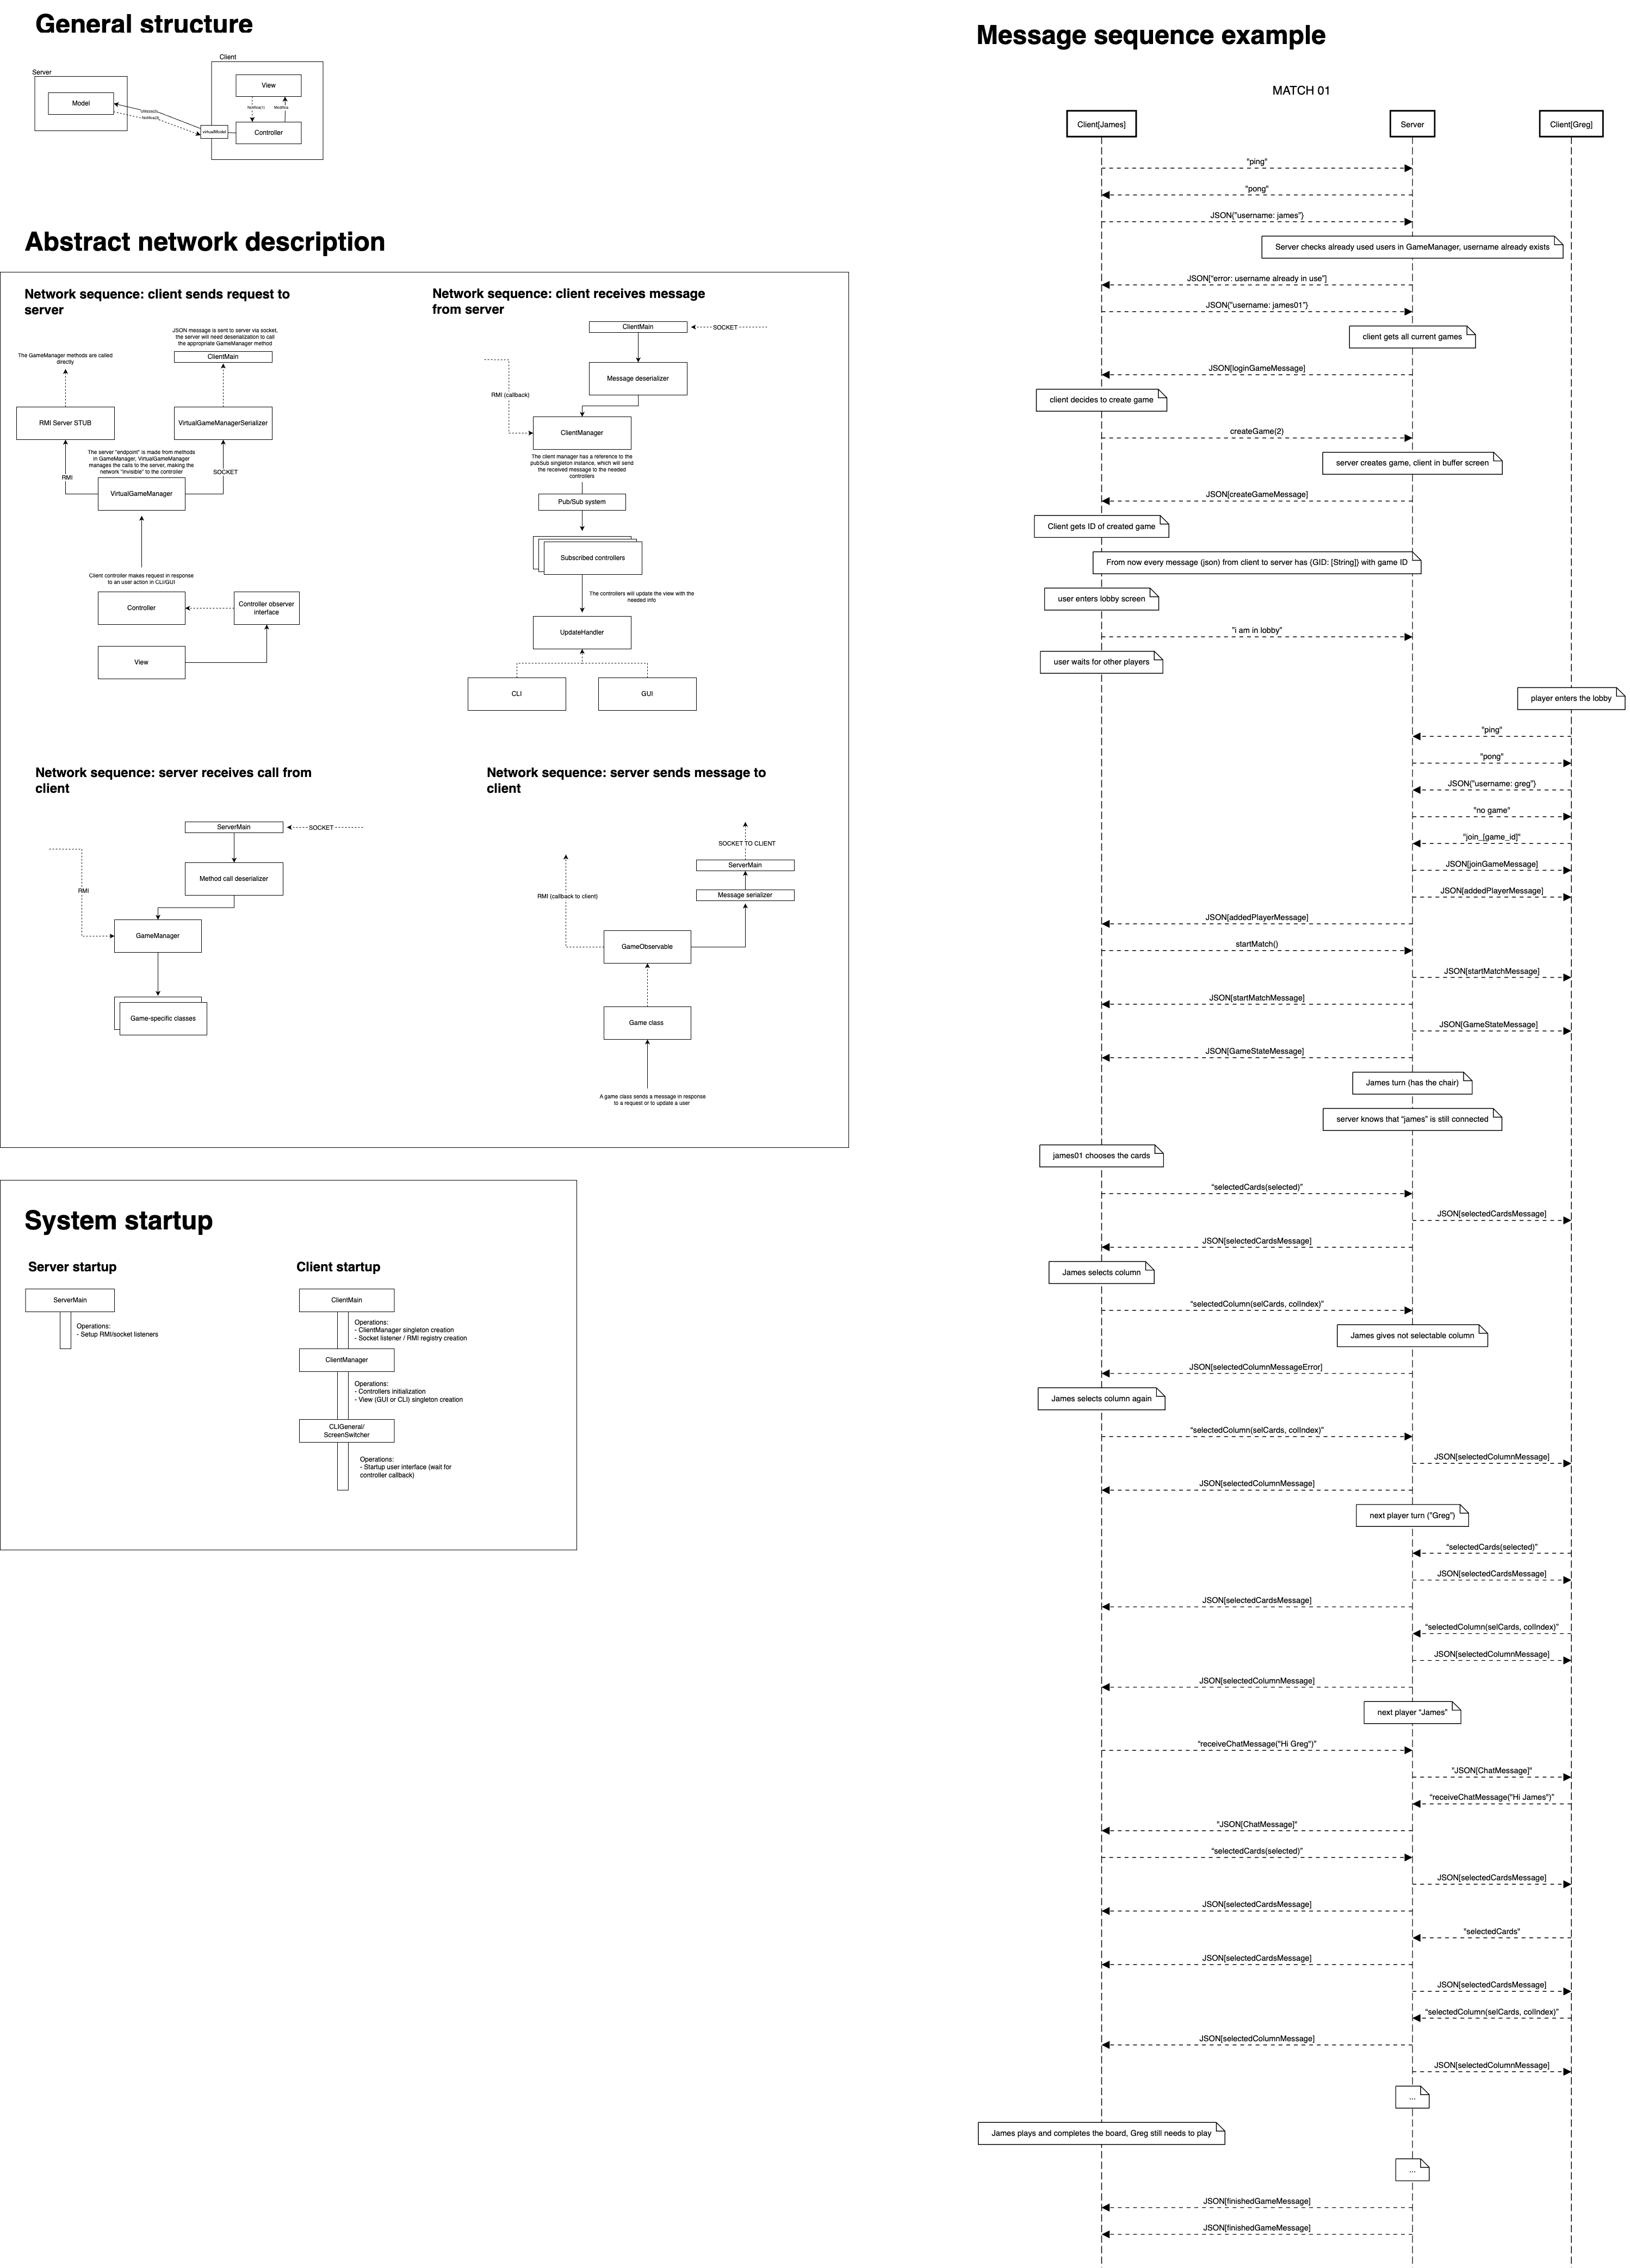 General structure
Server
Model
Client
View
Notifica(1)
Modifica
Notifica(3)
virtualModel
Controller
Abstract network description
Network sequence: client sends request to
server
JSON message is sent to server via socket,
the server will need deserialization to call
the appropriate GameManager method
The GameManager methods are called
directly
ClientMain
RMI Server STUB
VirtualGameManagerSerializer
The server "endpoint" is made from methods
in GameManager, VirtualGameManager
manages the calls to the server, making the
network "invisible" to the controller
RMI
SOCKET
VirtualGameManager
Client controller makes request in response
to an user action in CLI/GUI
Controller
Controller observer
interface
View
Network sequence: client receives message
from server
ClientMain
SOCKET
Message deserializer
RMI (callback)
ClientManager
The client manager has a reference to the
pubSub singleton instance, which will send
the received message to the needed
controllers
Pub/Sub system
Subscribed controllers
The controllers will update the view with the
needed info
UpdateHandler
CLI
GUI
Network sequence: server receives call from
client
ServerMain
SOCKET
Method call deserializer
RMI
GameManager
Game-specific classes
Network sequence: server sends message to
client
SOCKET TO CLIENT
ServerMain
RMI (callback to client)
Message serializer
GameObservable
Game class
A game class sends a message in response
to a request or to update a user
System startup
Server startup
ServerMain
Operations:
- Setup RMI/socket listeners
Client startup
ClientMain
Operations:
- ClientManager singleton creation
- Socket listener / RMI registry creation
ClientManager
Operations:
- Controllers initialization
- View (GUI or CLI) singleton creation
CLIGeneral/
ScreenSwitcher
Operations:
- Startup user interface (wait for
controller callback)
Message sequence example
MATCH 01
Client[James]
Server
Client[Greg]
"ping"
"pong"
JSON{"username: james"}
Server checks already used users in GameManager, username already exists
JSON["error: username already in use"]
JSON{"username: james01"}
client gets all current games
JSON[loginGameMessage]
client decides to create game
createGame(2)
server creates game, client in buffer screen
JSON[createGameMessage]
Client gets ID of created game
From now every message (json) from client to server has {GID: [String]} with game ID
user enters lobby screen
"i am in lobby"
user waits for other players
player enters the lobby
"ping"
"pong"
JSON{"username: greg"}
"no game"
"join_[game_id]"
JSON[joinGameMessage]
JSON[addedPlayerMessage]
JSON[addedPlayerMessage]
startMatch()
JSON[startMatchMessage]
JSON[startMatchMessage]
JSON[GameStateMessage]
JSON[GameStateMessage]
James turn (has the chair)
server knows that “james” is still connected
james01 chooses the cards
“selectedCards(selected)”
JSON[selectedCardsMessage]
JSON[selectedCardsMessage]
James selects column
“selectedColumn(selCards, colIndex)”
James gives not selectable column
JSON[selectedColumnMessageError]
James selects column again
“selectedColumn(selCards, colIndex)”
JSON[selectedColumnMessage]
JSON[selectedColumnMessage]
next player turn ("Greg")
“selectedCards(selected)”
JSON[selectedCardsMessage]
JSON[selectedCardsMessage]
“selectedColumn(selCards, colIndex)”
JSON[selectedColumnMessage]
JSON[selectedColumnMessage]
next player “James”
“receiveChatMessage("Hi Greg")”
"JSON[ChatMessage]"
“receiveChatMessage("Hi James")”
"JSON[ChatMessage]"
“selectedCards(selected)”
JSON[selectedCardsMessage]
JSON[selectedCardsMessage]
"selectedCards"
JSON[selectedCardsMessage]
JSON[selectedCardsMessage]
“selectedColumn(selCards, colIndex)”
JSON[selectedColumnMessage]
JSON[selectedColumnMessage]
...
James plays and completes the board, Greg still needs to play
...
JSON[finishedGameMessage]
JSON[finishedGameMessage]